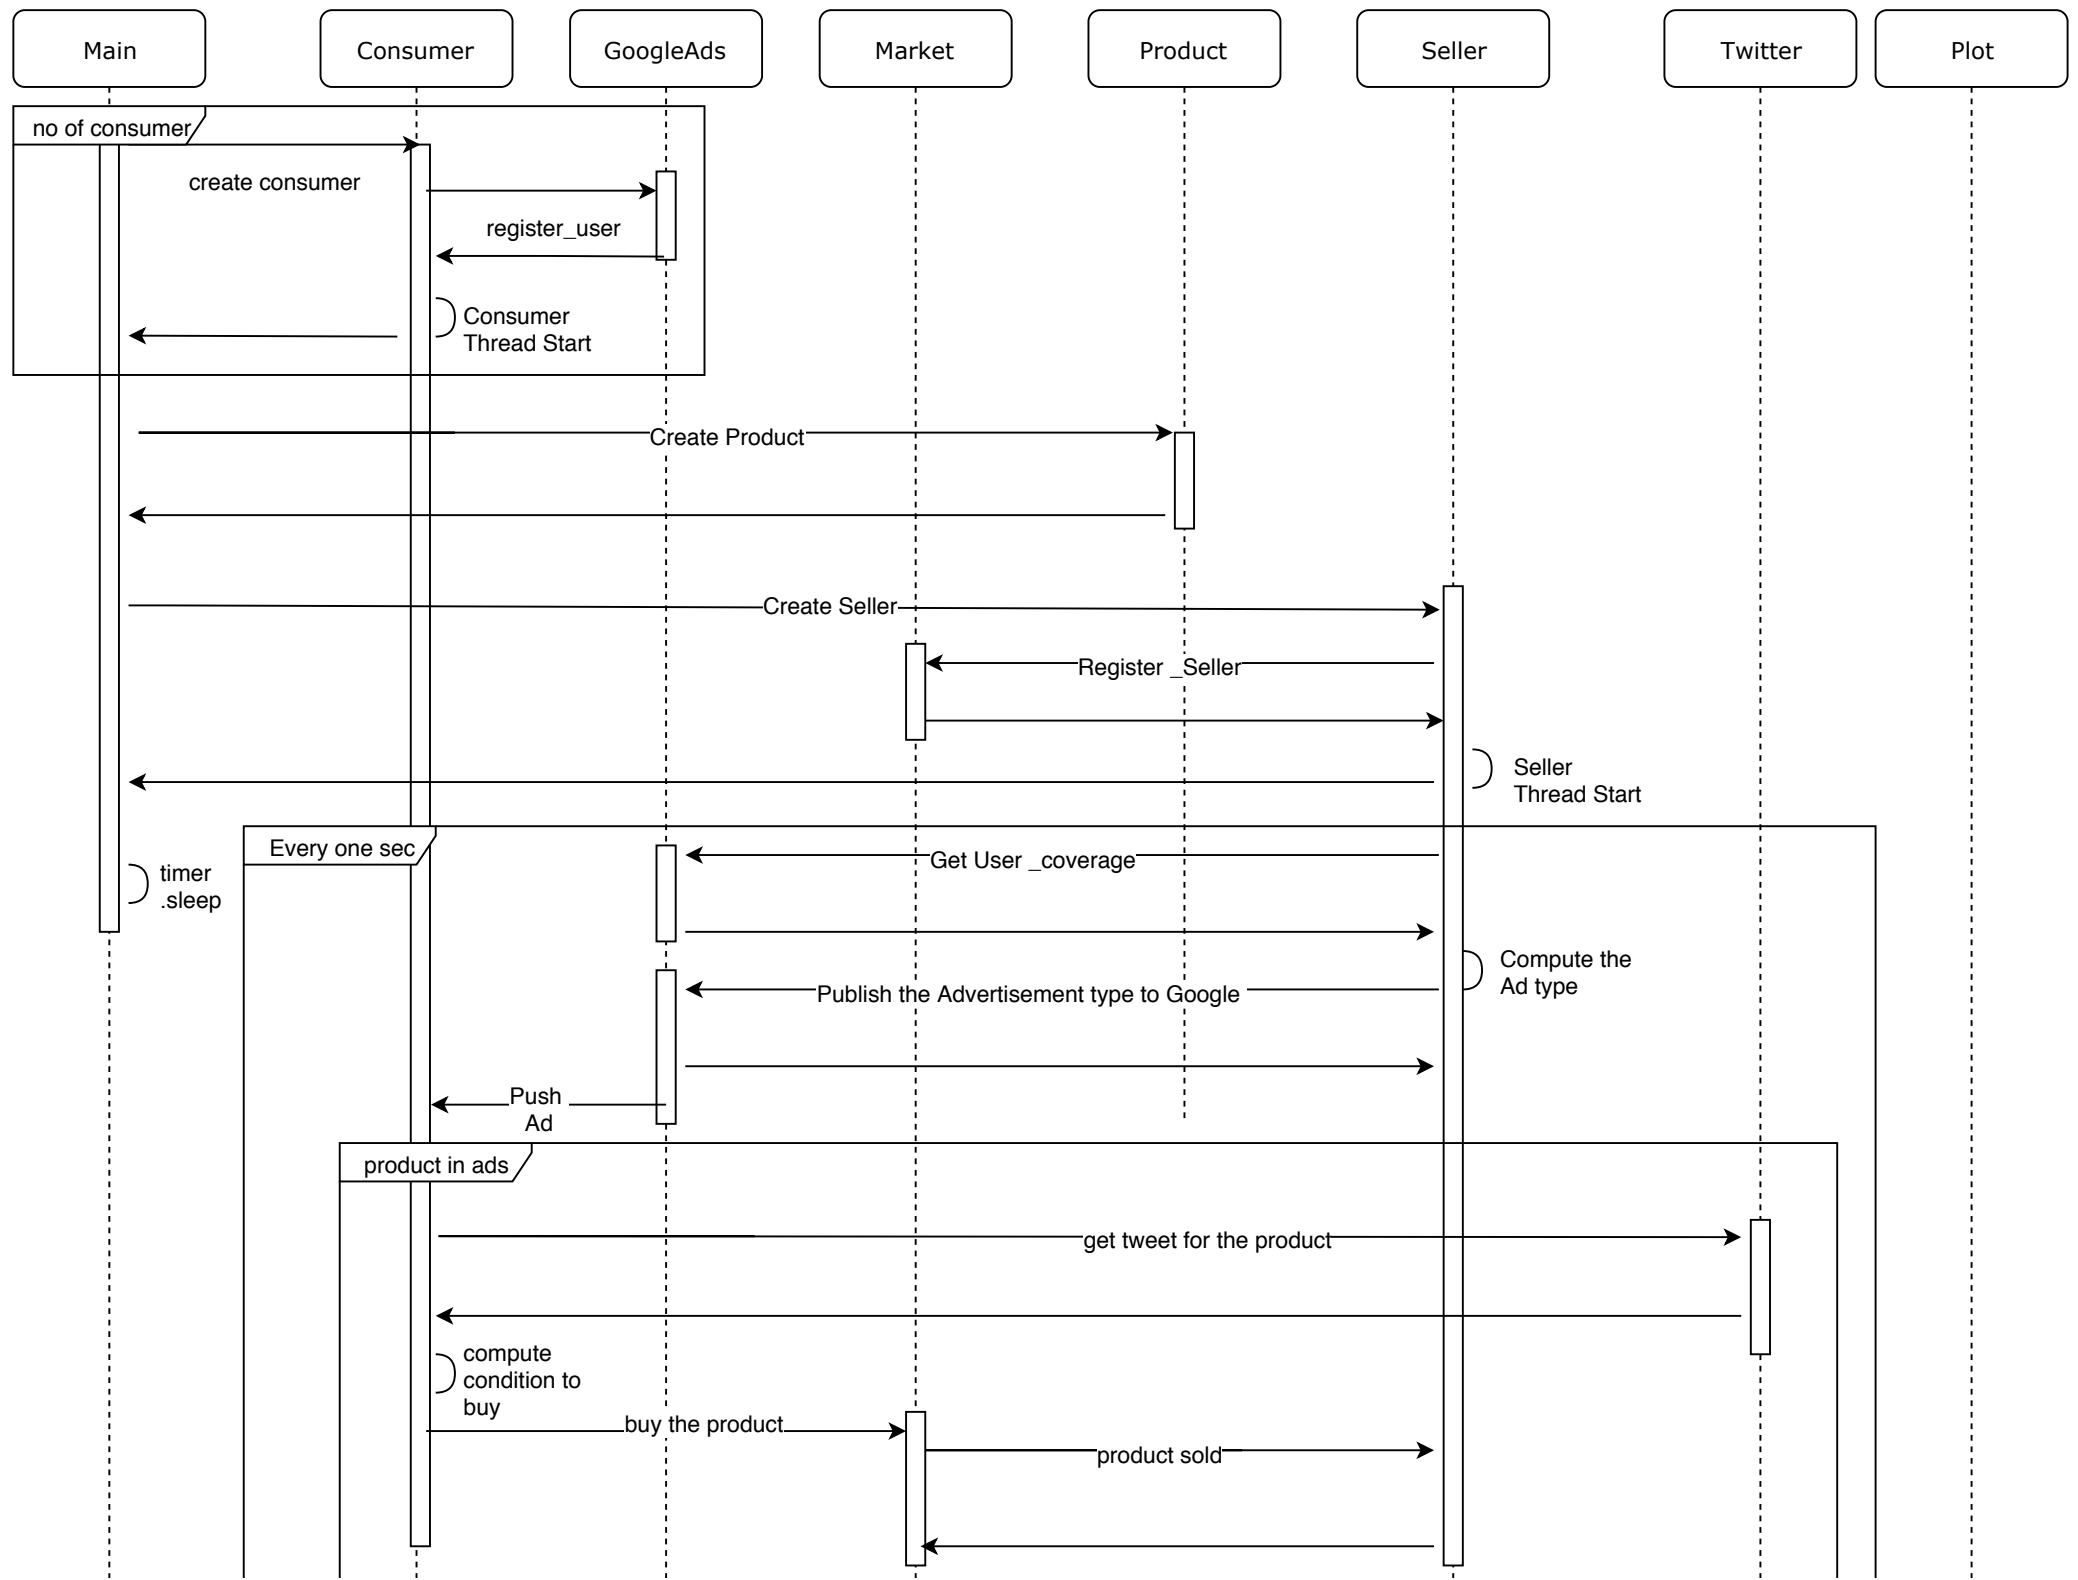 Main
Consumer
GoogleAds
Market
Product
Seller
Twitter
Plot
no of consumer
create consumer
register_user
Consumer
Thread Start
Create Product
Create Seller
Register _Seller
Seller
Thread Start
Every one sec
Get User _coverage
timer
.sleep
Compute the
Ad type
Publish the Advertisement type to Google
Push
Ad
product in ads
get tweet for the product
compute
condition to
buy
buy the product
product sold